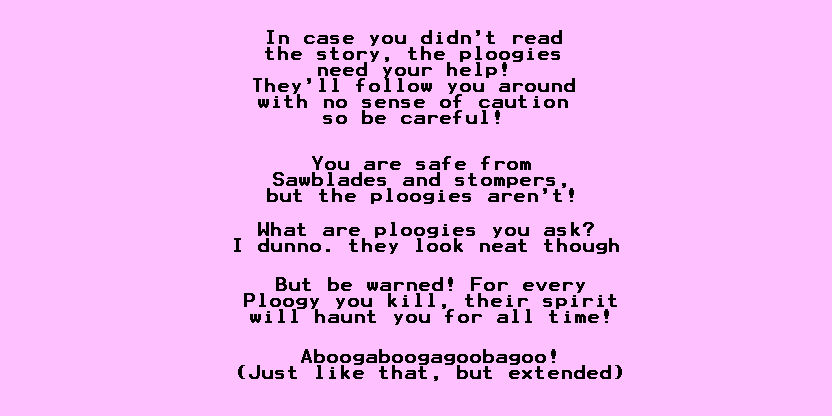 In case you didn't read
the story, the ploogies
need your help!
They'll follow you around
with no sense of caution
so be careful!
You are safe from
Sawblades and stompers,
but the ploogies aren't!
What are ploogies you ask?
I dunno. they look neat though
But be warned! For every
Ploogy you kill, their spirit
will haunt you for all time!
Aboogaboogagoobagoo!
(Just like that, but extended)